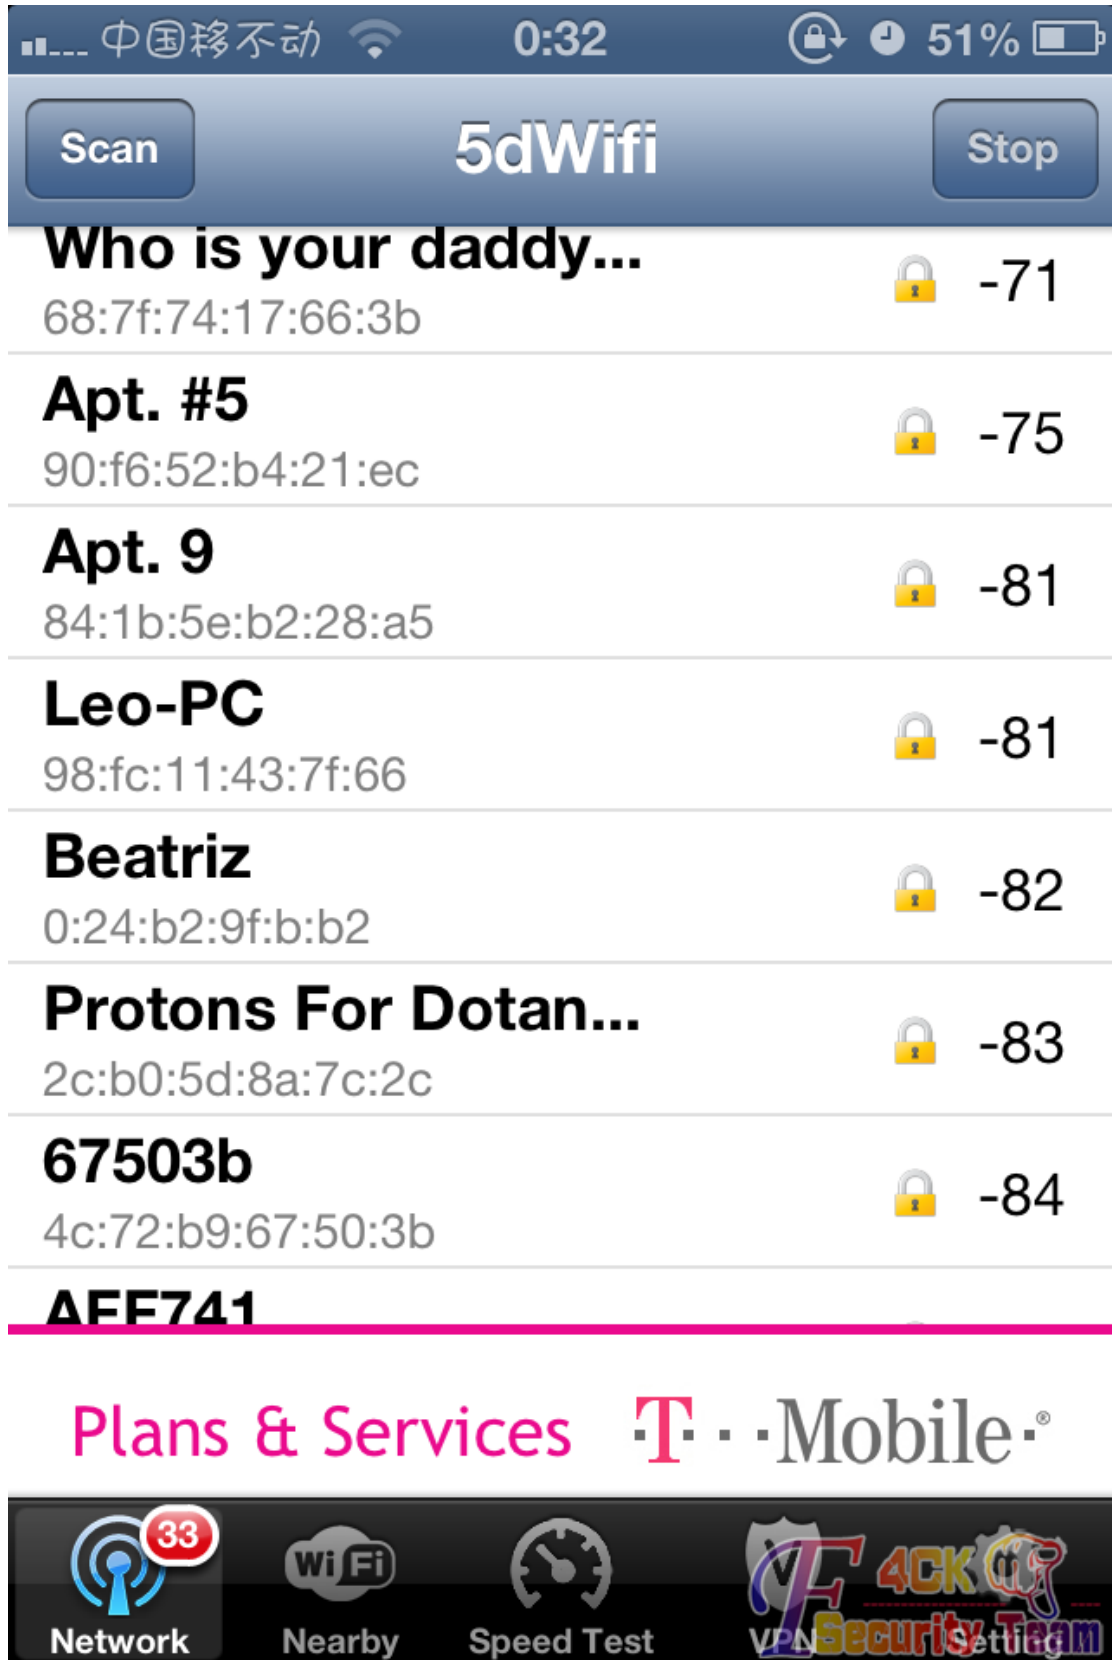 中国移不动 0:32 51%
Scan 5dWifi Stop
Who is your daddy... -71
68:7f:74:17:66:3b
Apt. #5 -75
90:f6:52:b4:21:ec
Apt. 9 -81
84:1b:5e:b2:28:a5
Leo-PC -81
98:fc:11:43:7f:66
Beatriz -82
0:24:b2:9f:b:b2
Protons For Dotan... -83
2c:b0:5d:8a:7c:2c
67503b -84
4c:72:b9:67:50:3b
AFF741
Plans & Services T··Mobile·®
33
WiFi V F4CK
Network Nearby Speed Test VPN Setting
Security Team